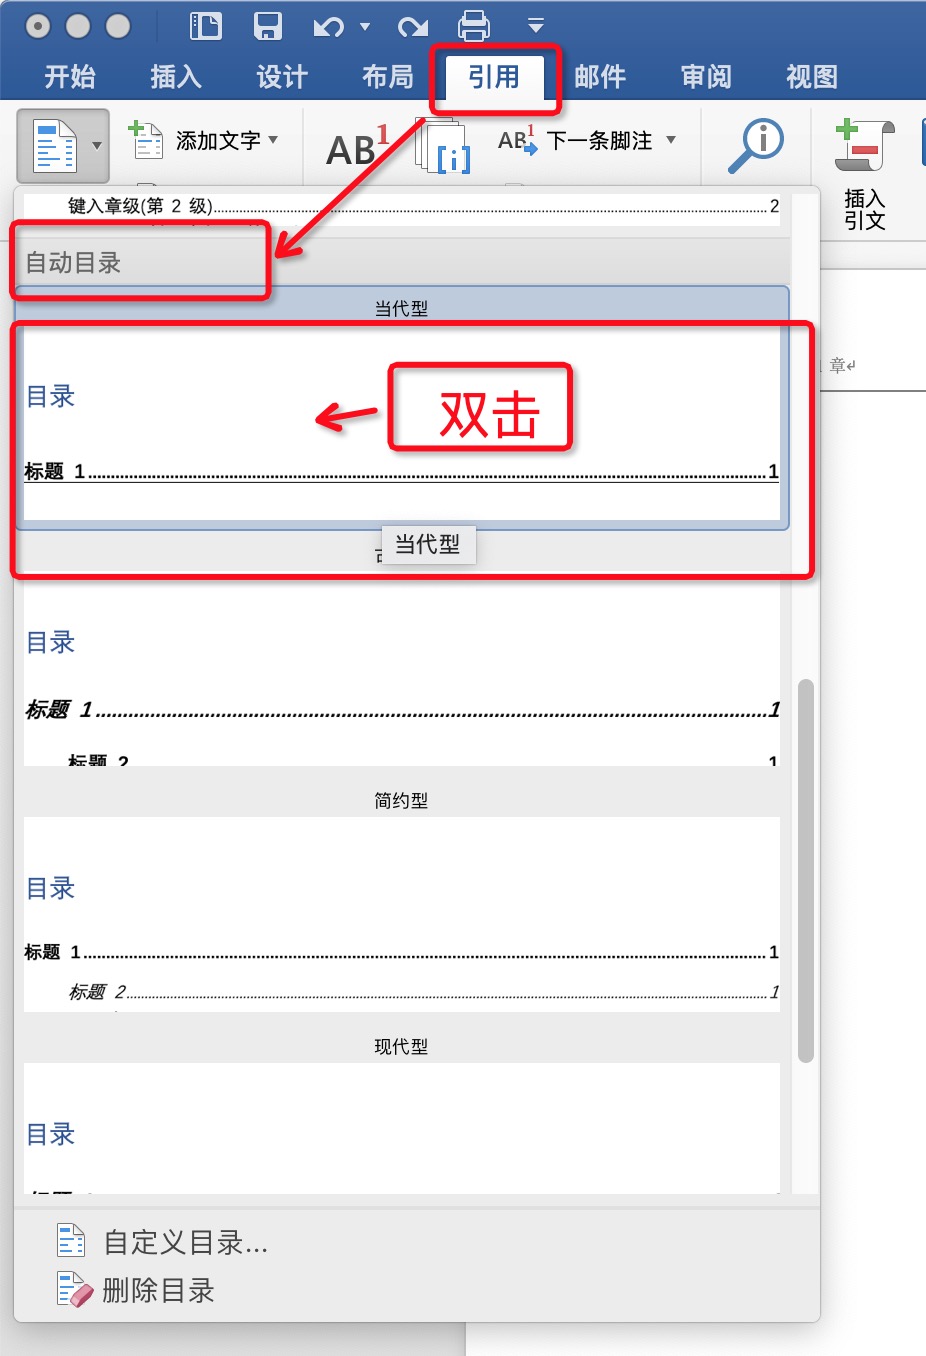 开始 插入 设计 布局 引用 邮件 审阅 视图
添加文字
AB1
[i]
AB1 下一条脚注
插入
引文
键入章级(第 2 级)........2
自动目录
当代型
章
目录
双击
标题 1........1
当代型
目录
标题 1........1
标题 2 1
简约型
目录
标题 1........1
标题 2........1
现代型
目录
自定义目录...
删除目录